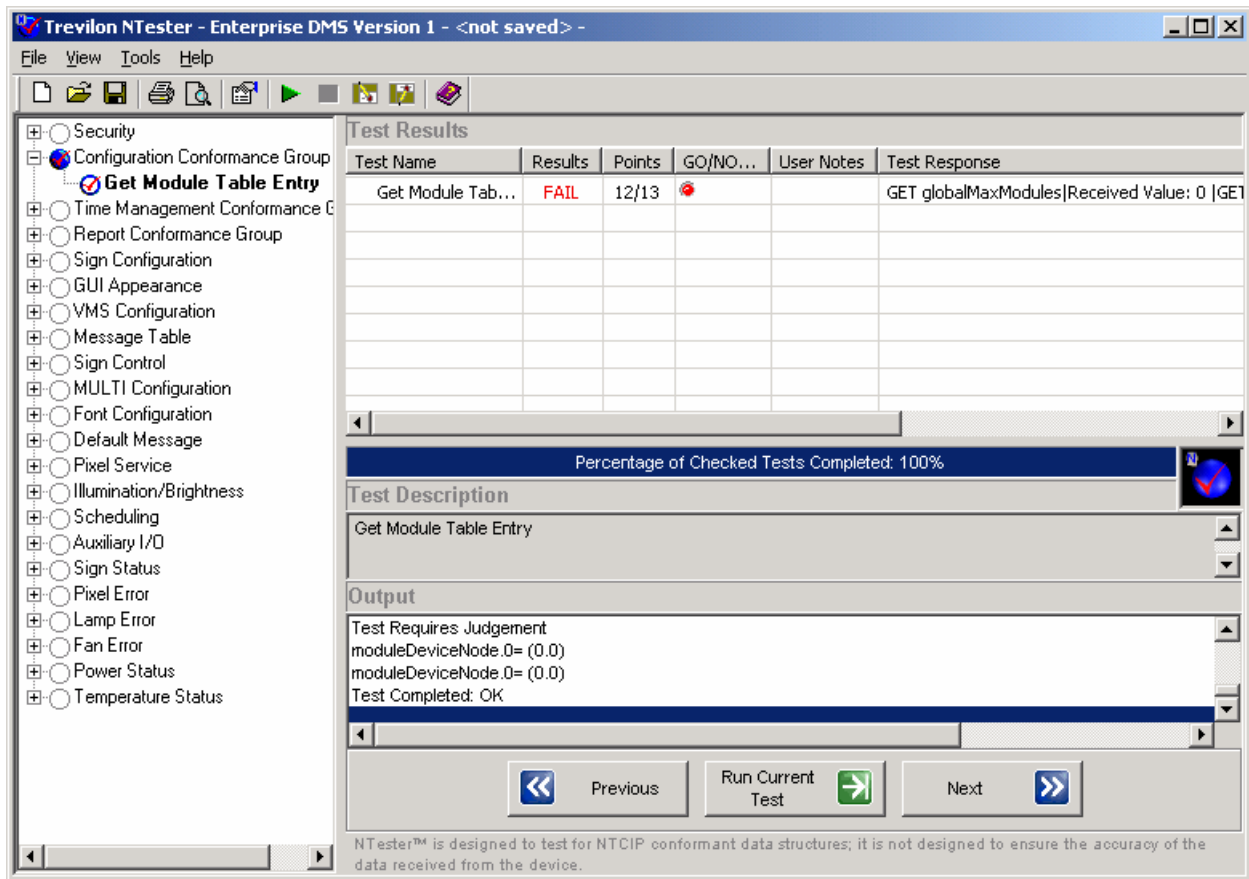 Trevilon NTester - Enterprise DMS Version 1 - <not saved> -
File View Tools Help
Security
Configuration Conformance Group
Get Module Table Entry
Time Management Conformance G
Report Conformance Group
Sign Configuration
GUI Appearance
VMS Configuration
Message Table
Sign Control
MULTI Configuration
Font Configuration
Default Message
Pixel Service
Illumination/Brightness
Scheduling
Auxiliary I/O
Sign Status
Pixel Error
Lamp Error
Fan Error
Power Status
Temperature Status
Test Results
Test Name Results Points GO/NO... User Notes Test Response
Get Module Tab... FAIL 12/13 GET globalMaxModules|Received Value: 0 |GET
Percentage of Checked Tests Completed: 100%
N
Test Description
Get Module Table Entry
Output
Test Requires Judgement
moduleDeviceNode.0= (0.0)
moduleDeviceNode.0= (0.0)
Test Completed: OK
Previous
Run Current
Test
Next
NTester™ is designed to test for NTCIP conformant data structures; it is not designed to ensure the accuracy of the
data received from the device.